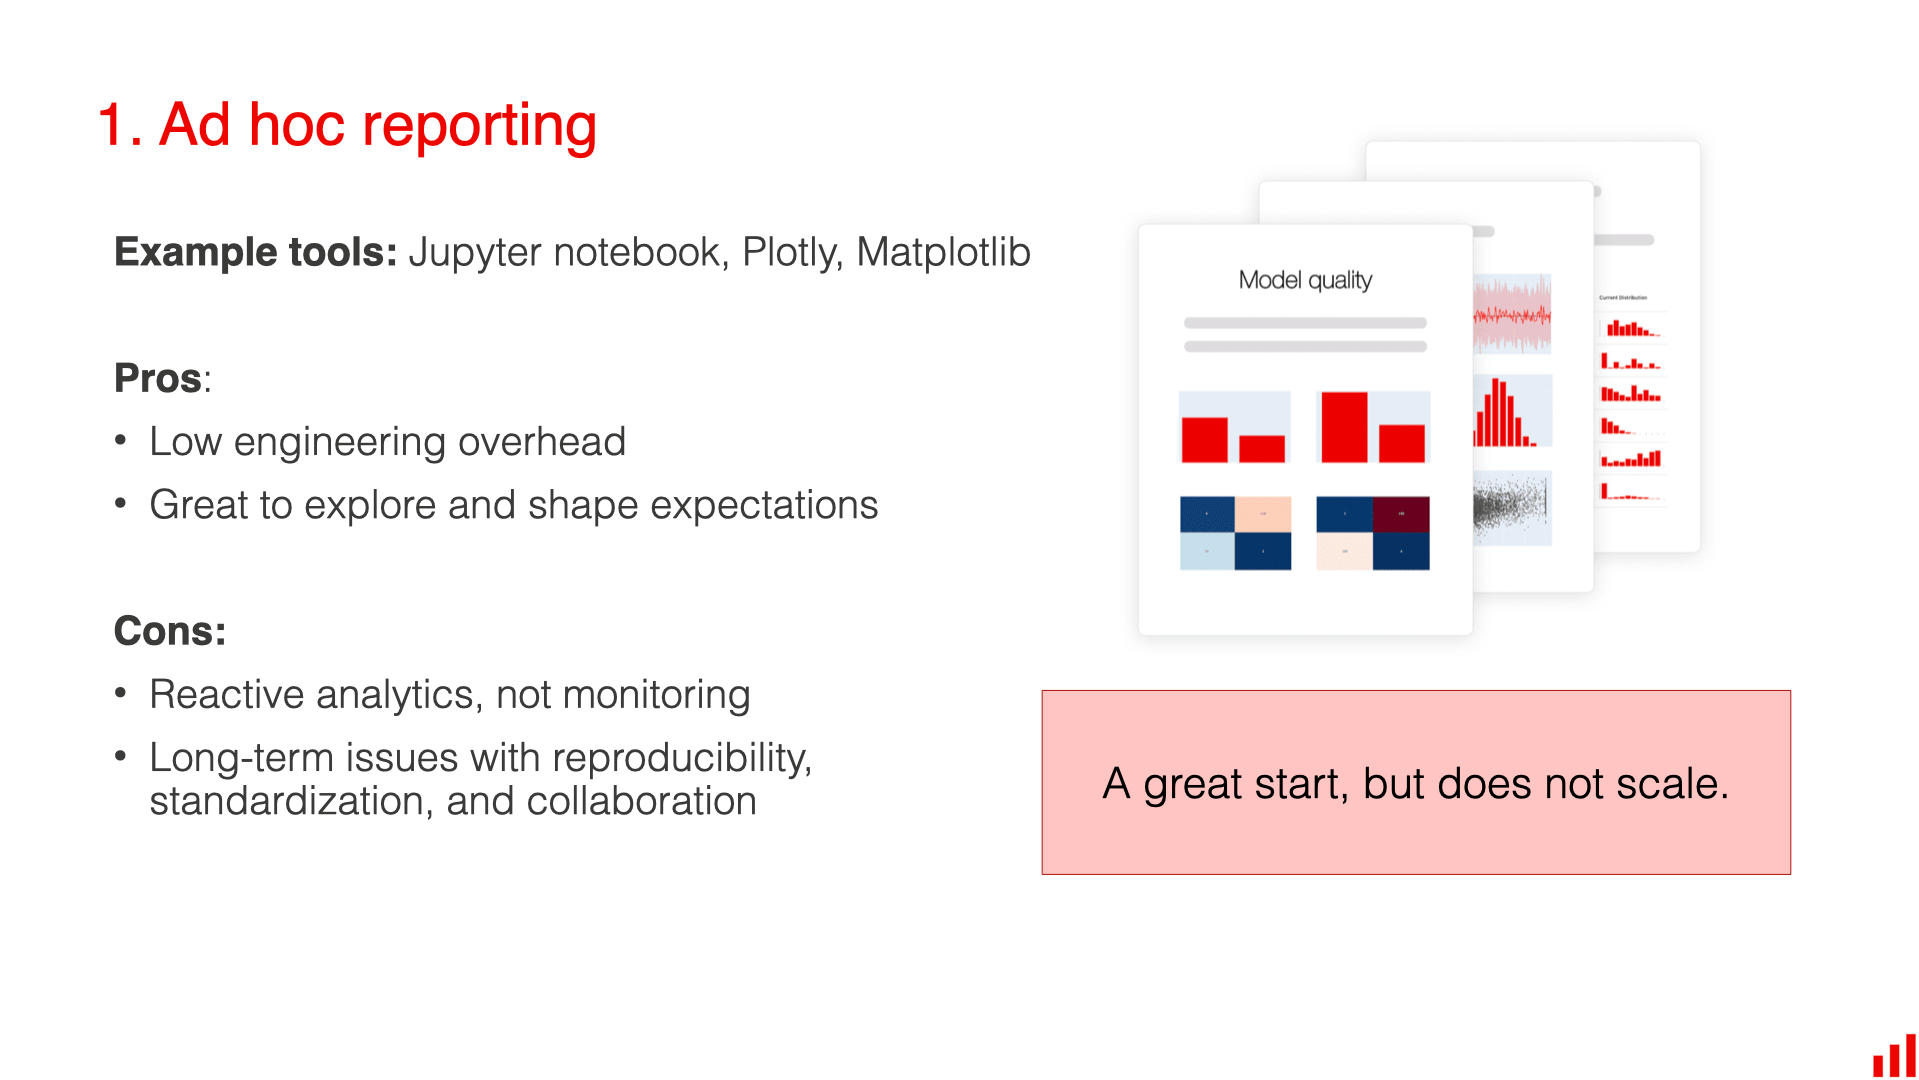 1. Ad hoc reporting
Example tools: Jupyter notebook, Plotly, Matplotlib
Pros:
• Low engineering overhead
• Great to explore and shape expectations
Cons:
• Reactive analytics, not monitoring
• Long-term issues with reproducibility,
standardization, and collaboration
Model quality
Current Distribution
A great start, but does not scale.